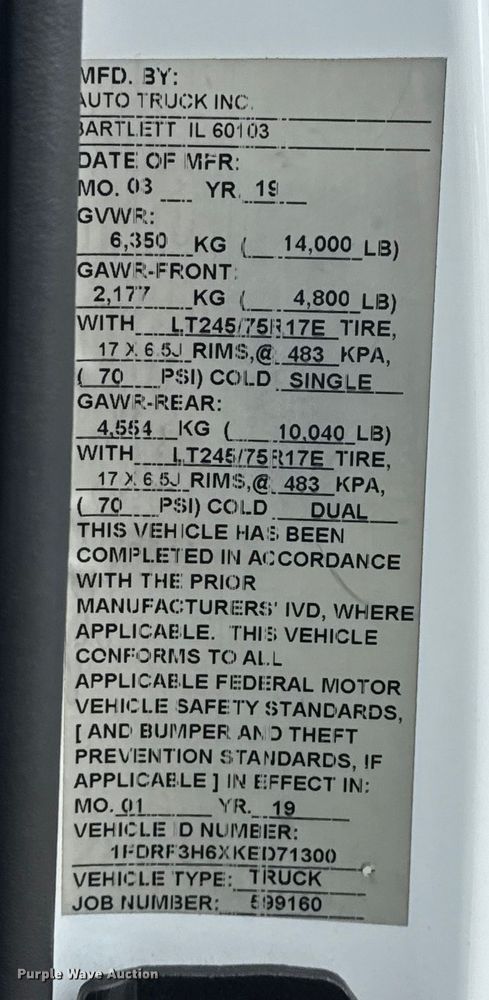 MFD. BY:
AUTO TRUCK INC.
BARTLETT IL 60103
DATE OF MFR:
MO. 03 YR. 19
GVWR:
6,350 KG ( 14,000 LB)
GAWR-FRONT:
2,177 KG ( 4,800 LB)
WITH LT245/75R17E TIRE,
17 X 6.5J RIMS,@ 483 KPA,
( 70 PSI) COLD SINGLE
GAWR-REAR:
4,554 KG ( 10,040 LB)
WITH LT245/75R17E TIRE,
17 X 6.5J RIMS,@ 483 KPA,
( 70 PSI) COLD DUAL
THIS VEHICLE HAS BEEN
COMPLETED IN ACCORDANCE
WITH THE PRIOR
MANUFACTURERS' IVD, WHERE
APPLICABLE. THIS VEHICLE
CONFORMS TO ALL
APPLICABLE FEDERAL MOTOR
VEHICLE SAFETY STANDARDS,
[ AND BUMPER AND THEFT
PREVENTION STANDARDS, IF
APPLICABLE ] IN EFFECT IN:
MO. 01 YR. 19
VEHICLE ID NUMBER:
1FDRF3H6XKED71300
VEHICLE TYPE: TRUCK
JOB NUMBER: 599160
Purple Wave Auction